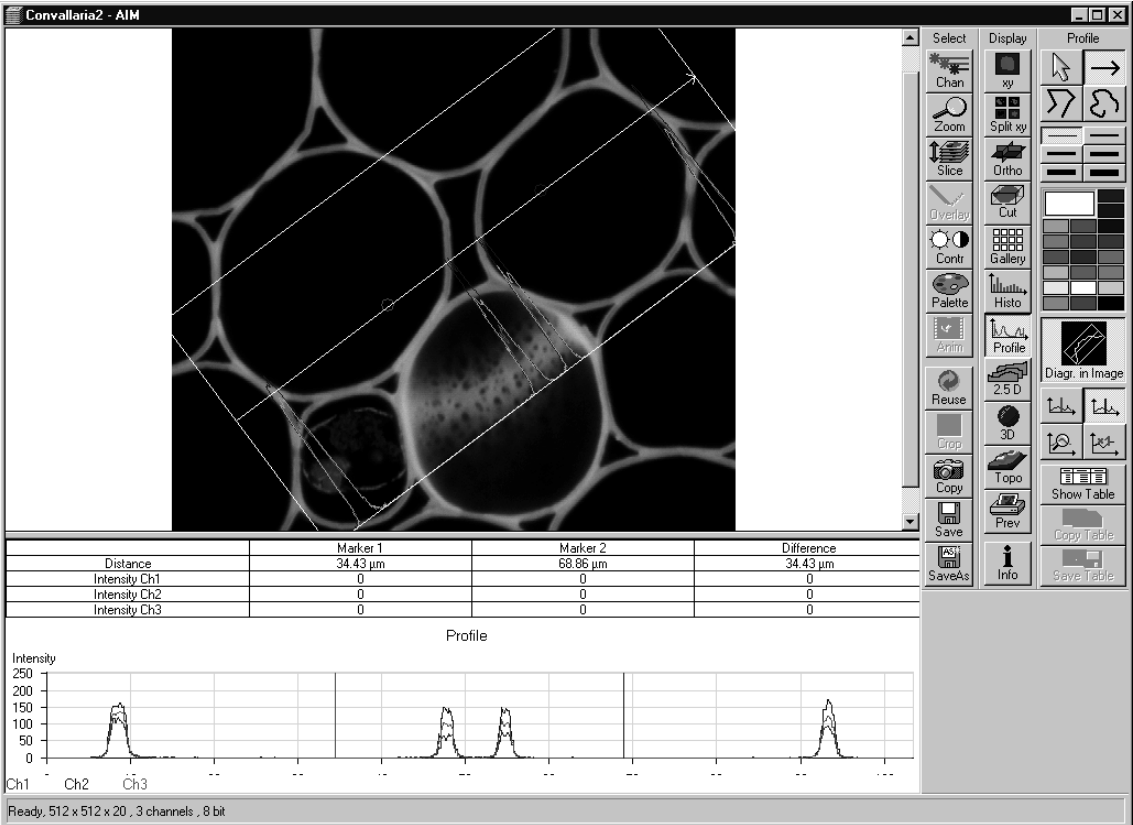 Convallaria2 - AIM
Select Display Profile
Chan xy
Zoom Split xy
Slice Ortho
Overlay Cut
Contr Gallery
Palette Histo
Anim Profile Diagr. in Image
Reuse 2.5 D
Crop 3D
Copy Topo Show Table
Save Prev Copy Table
SaveAs Info Save Table
Marker 1 Marker 2 Difference
Distance 34.43 µm 68.86 µm 34.43 µm
Intensity Ch1 0 0 0
Intensity Ch2 0 0 0
Intensity Ch3 0 0 0
Profile
Intensity
250
200
150
100
50
0
Ch1 Ch2 Ch3
Ready, 512 x 512 x 20 , 3 channels , 8 bit